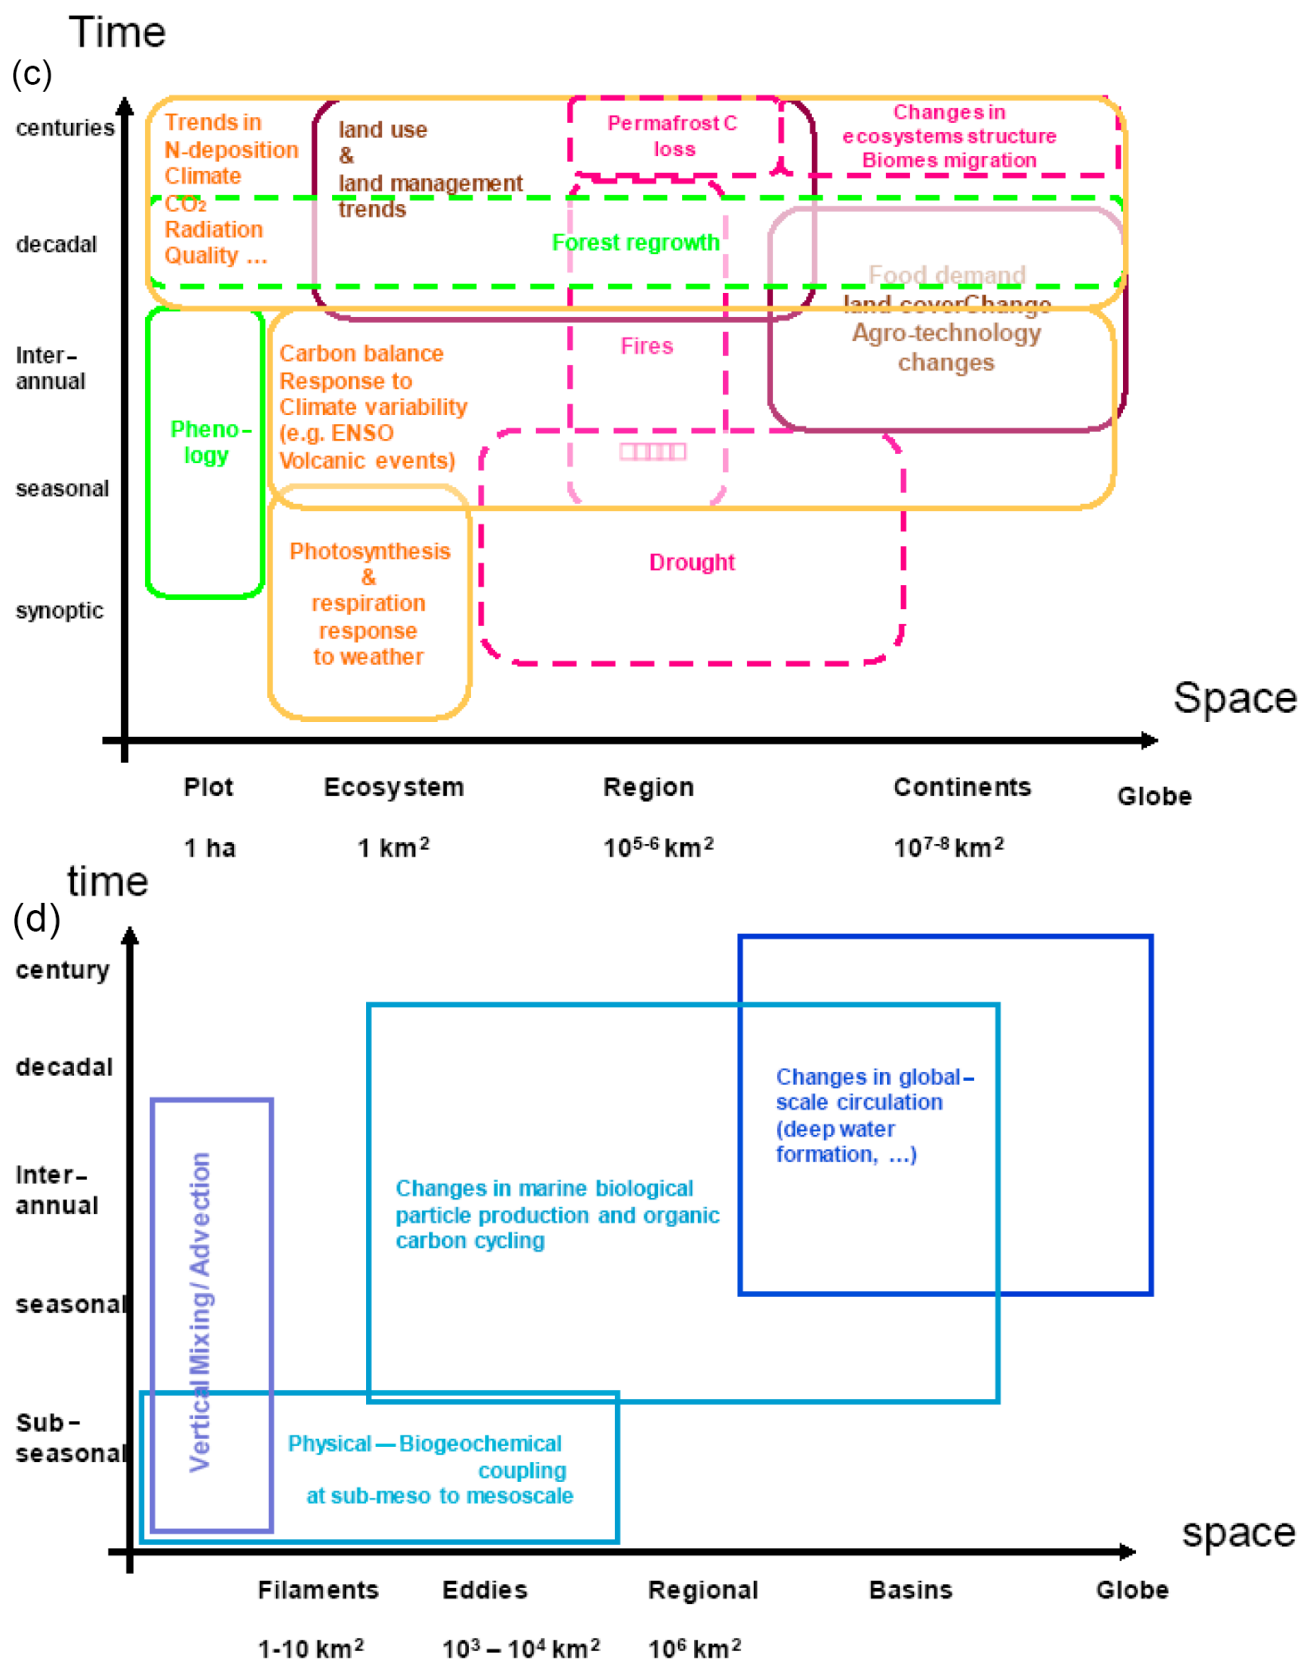 Time
(c)
centuries
decadal
Inter–
annual
seasonal
synoptic
Trends in
N-deposition
Climate
CO₂
Radiation
Quality ...
land use
&
land management
trends
Permafrost C
loss
Changes in
ecosystems structure
Biomes migration
Forest regrowth
Food demand
land coverChange
Agro-technology
changes
Fires
Pheno–
logy
Carbon balance
Response to
Climate variability
(e.g. ENSO
Volcanic events)
□□□□□
Photosynthesis
&
respiration
response
to weather
Drought
Space
Plot
Ecosystem
Region
Continents
Globe
1 ha
1 km²
10⁵⁻⁶ km²
10⁷⁻⁸ km²
time
(d)
century
decadal
Inter–
annual
seasonal
Sub–
seasonal
Vertical Mixing / Advection
Changes in global–
scale circulation
(deep water
formation, ...)
Changes in marine biological
particle production and organic
carbon cycling
Physical — Biogeochemical
coupling
at sub-meso to mesoscale
space
Filaments
Eddies
Regional
Basins
Globe
1-10 km²
10³ – 10⁴ km²
10⁶ km²